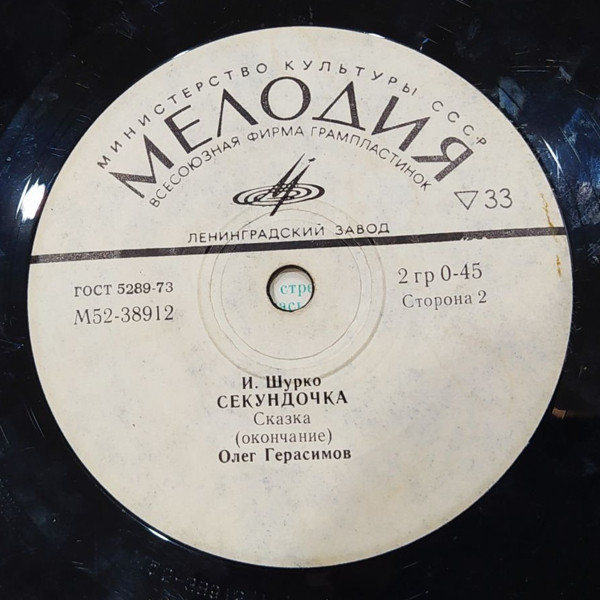 МИНИСТЕРСТВО КУЛЬТУРЫ СССР
МЕЛОДИЯ
ВСЕСОЮЗНАЯ ФИРМА ГРАМПЛАСТИНОК
33
ЛЕНИНГРАДСКИЙ ЗАВОД
ГОСТ 5289-73
М52-38912
2 гр 0-45
Сторона 2
И. Шурко
СЕКУНДОЧКА
Сказка
(окончание)
Олег Герасимов